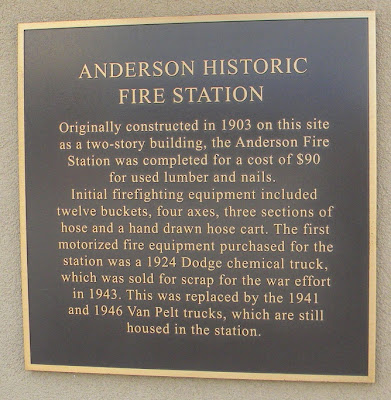 ANDERSON HISTORIC
FIRE STATION
Originally constructed in 1903 on this site
as a two-story building, the Anderson Fire
Station was completed for a cost of $90
for used lumber and nails.
Initial firefighting equipment included
twelve buckets, four axes, three sections of
hose and a hand drawn hose cart. The first
motorized fire equipment purchased for the
station was a 1924 Dodge chemical truck,
which was sold for scrap for the war effort
in 1943. This was replaced by the 1941
and 1946 Van Pelt trucks, which are still
housed in the station.